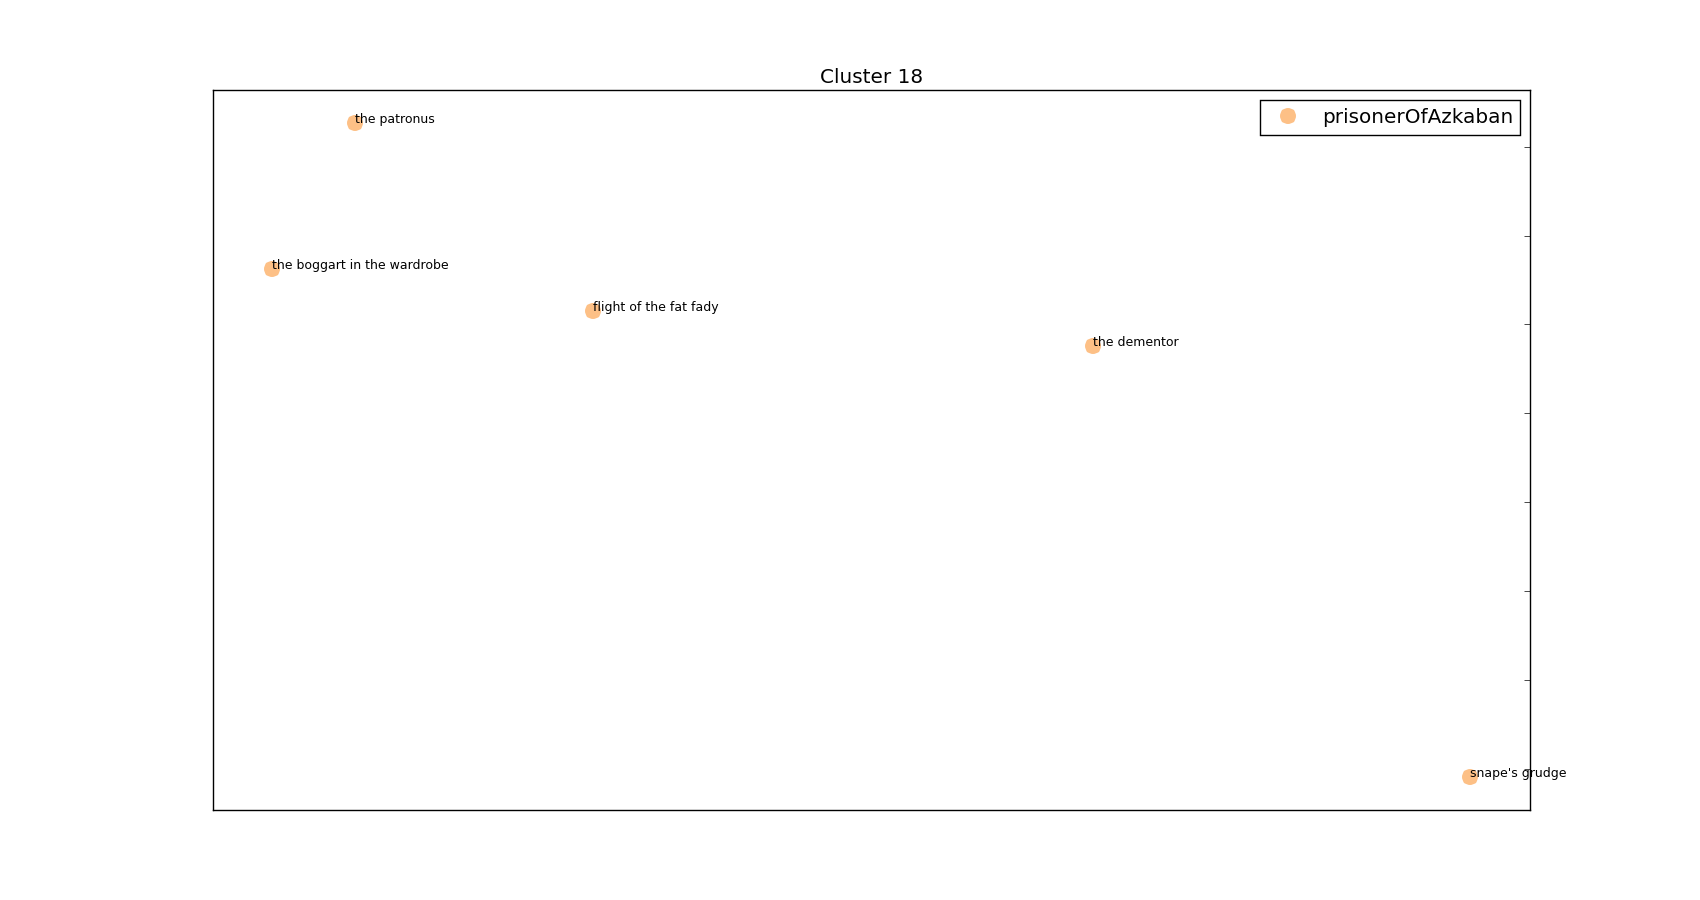 Cluster 18
prisonerOfAzkaban
the patronus
the boggart in the wardrobe
flight of the fat fady
the dementor
snape's grudge